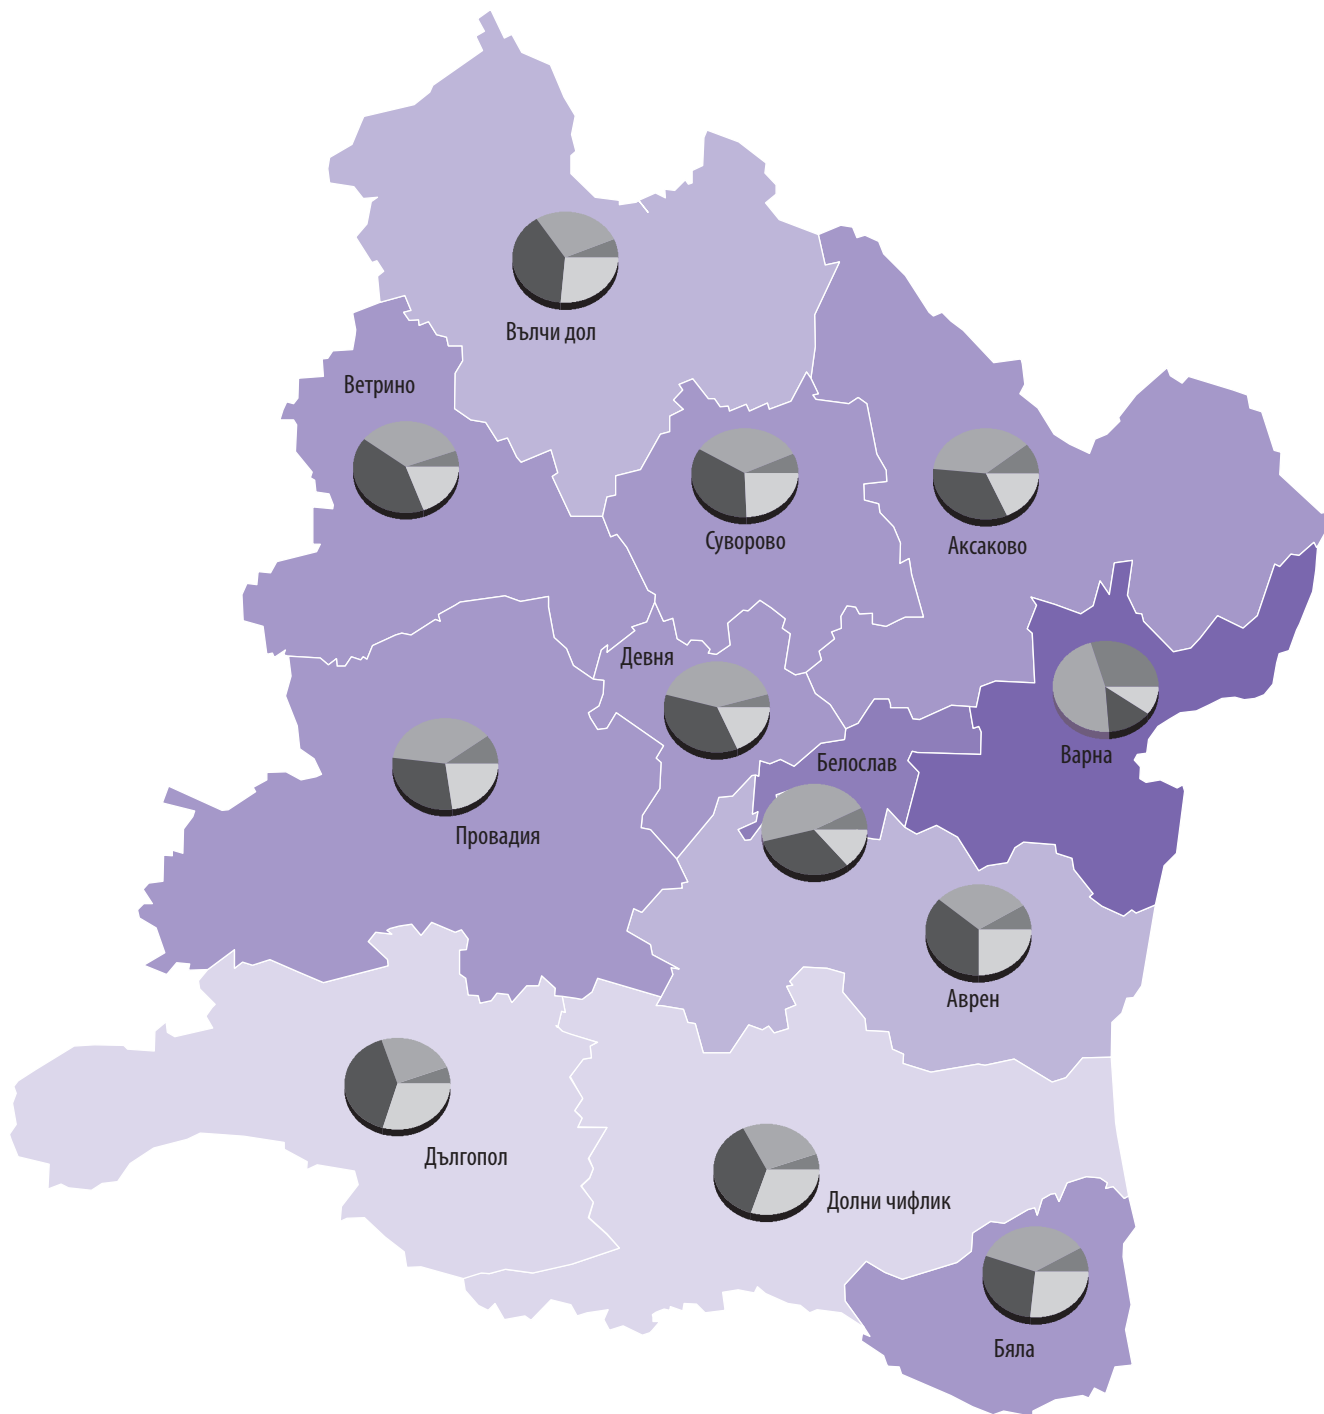 Вълчи дол
Ветрино
Суворово
Аксаково
Девня
Варна
Белослав
Провадия
Аврен
Дългопол
Долни чифлик
Бяла